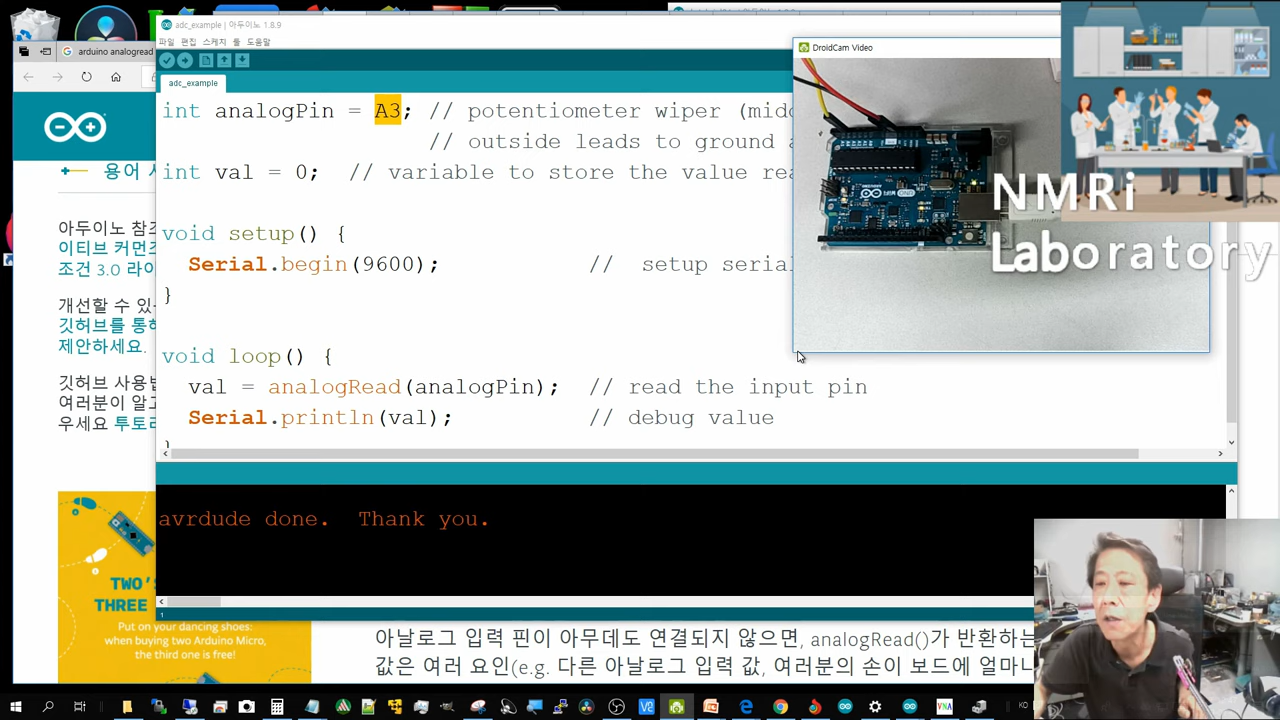 adc_example | 아두이노 1.8.9
파일 편집 스케치 툴 도움말
arduino analogread
adc_example
DroidCam Video
int analogPin = A3; // potentiometer wiper (midd
// outside leads to ground a
int val = 0; // variable to store the value rea
void setup() {
Serial.begin(9600); // setup serial
}
void loop() {
val = analogRead(analogPin); // read the input pin
Serial.println(val); // debug value
}
avrdude done. Thank you.
1
NMRi
Laboratory
용어
아두이노 참
이티브 커먼
조건 3.0 라이
개선할 수 있
깃허브를 통해
제안하세요.
깃허브 사용법
여러분이 알고
우세요 투토리
TWO'S
THREE
Put on your dancing shoes:
when buying two Arduino Micro,
the third one is free!
아날로그 입력 핀이 아무데도 연결되지 않으면, analogRead()가 반환하는
값은 여러 요인(e.g. 다른 아날로그 입력 값, 여러분의 손이 보드에 얼마나
VNA
KO